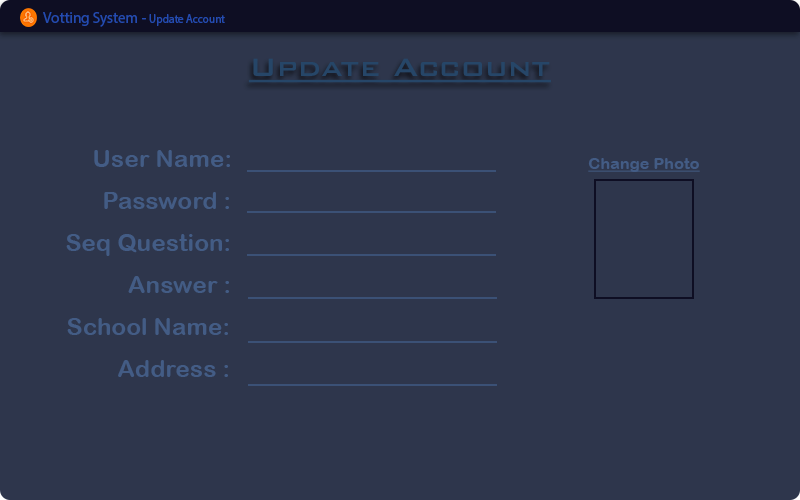 Votting System - Update Account
Update Account
User Name:
Change Photo
Password :
Seq Question:
Answer :
School Name:
Address :